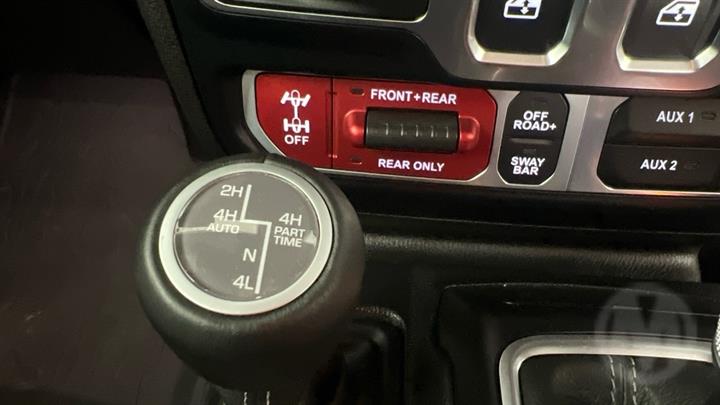 FRONT+REAR
OFF
REAR ONLY
OFF
ROAD+
SWAY
BAR
AUX 1
AUX 2
2H
4H
AUTO
4H
PART
TIME
N
4L
M